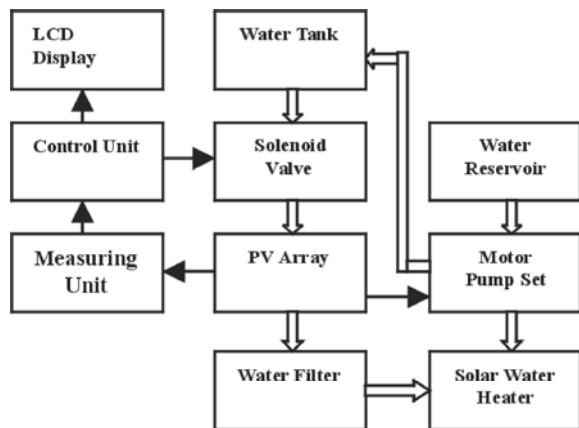 LCD
Display
Water Tank
Control Unit
Solenoid
Valve
Water
Reservoir
Measuring
Unit
PV Array
Motor
Pump Set
Water Filter
Solar Water
Heater